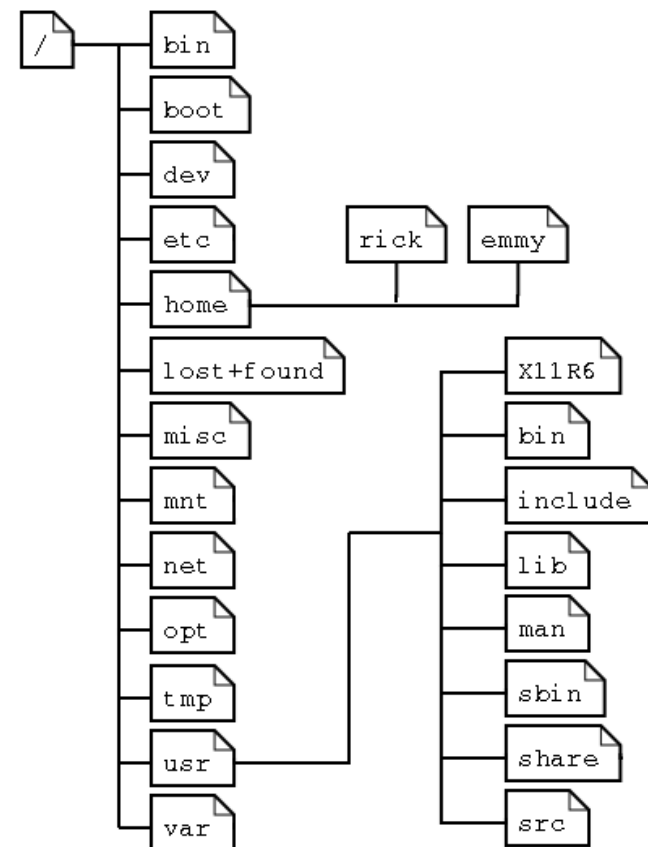 /
bin
boot
dev
etc
home
rick
emmy
lost+found
misc
mnt
net
opt
tmp
usr
var
X11R6
bin
include
lib
man
sbin
share
src